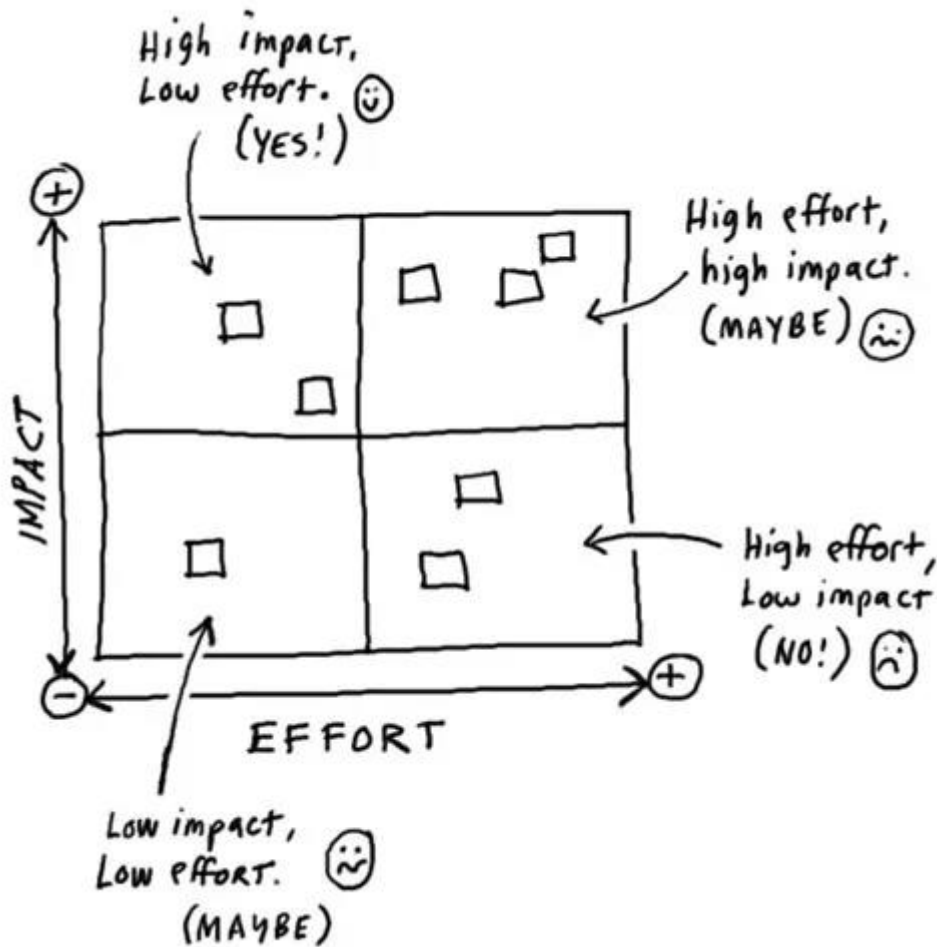 High impact,
Low effort.
(YES!)
+
High effort,
high impact.
(MAYBE)
IMPACT
High effort,
Low impact
(NO!)
-
+
EFFORT
Low impact,
Low effort.
(MAYBE)